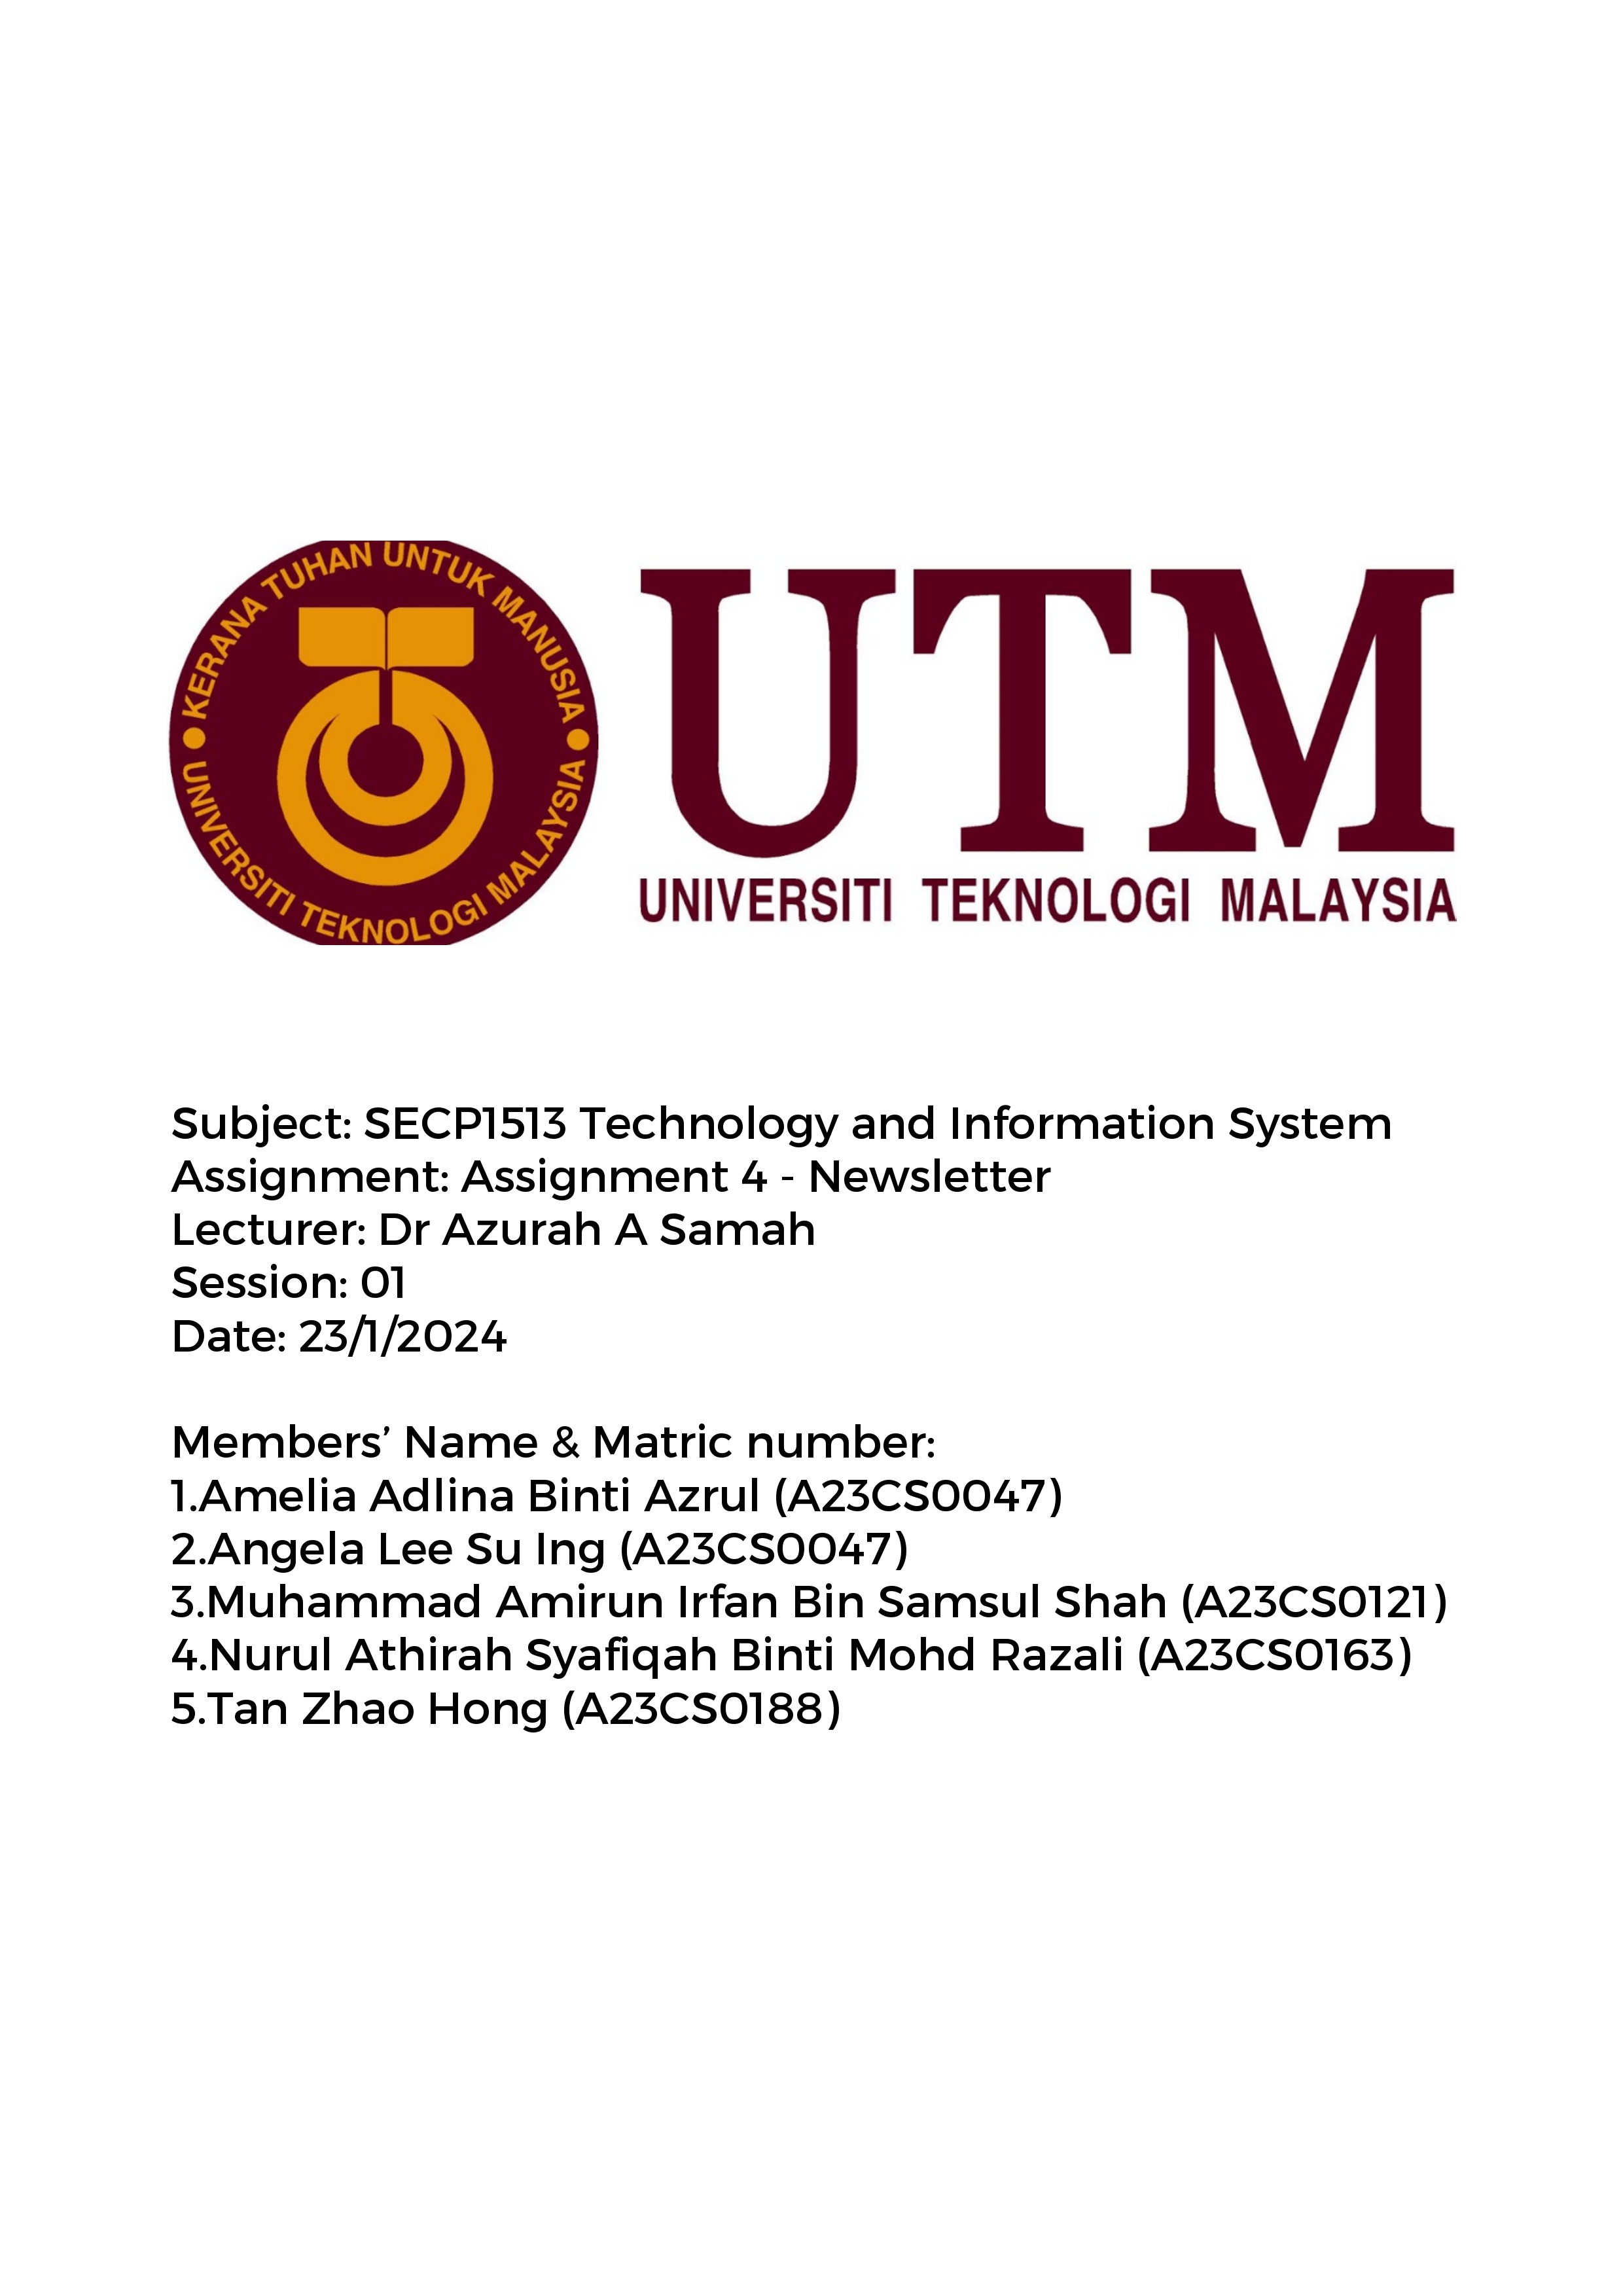 KERANA TUHAN UNTUK MANUSIA
UNIVERSITI TEKNOLOGI MALAYSIA
UTM
UNIVERSITI TEKNOLOGI MALAYSIA
Subject: SECP1513 Technology and Information System
Assignment: Assignment 4 - Newsletter
Lecturer: Dr Azurah A Samah
Session: 01
Date: 23/1/2024
Members’ Name & Matric number:
1.Amelia Adlina Binti Azrul (A23CS0047)
2.Angela Lee Su Ing (A23CS0047)
3.Muhammad Amirun Irfan Bin Samsul Shah (A23CS0121)
4.Nurul Athirah Syafiqah Binti Mohd Razali (A23CS0163)
5.Tan Zhao Hong (A23CS0188)